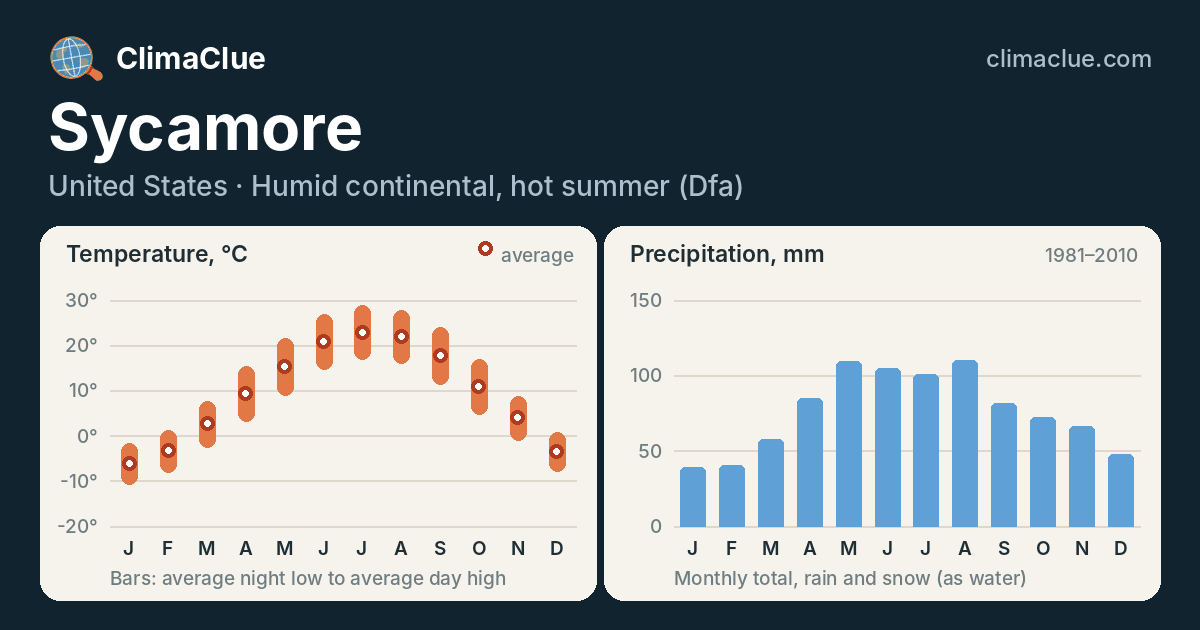 ClimaClue
climaclue.com
Sycamore
United States · Humid continental, hot summer (Dfa)
Temperature, °C
average
30°
20°
10°
0°
-10°
-20°
J F M A M J J A S O N D
Bars: average night low to average day high
Precipitation, mm
1981–2010
150
100
50
0
J F M A M J J A S O N D
Monthly total, rain and snow (as water)